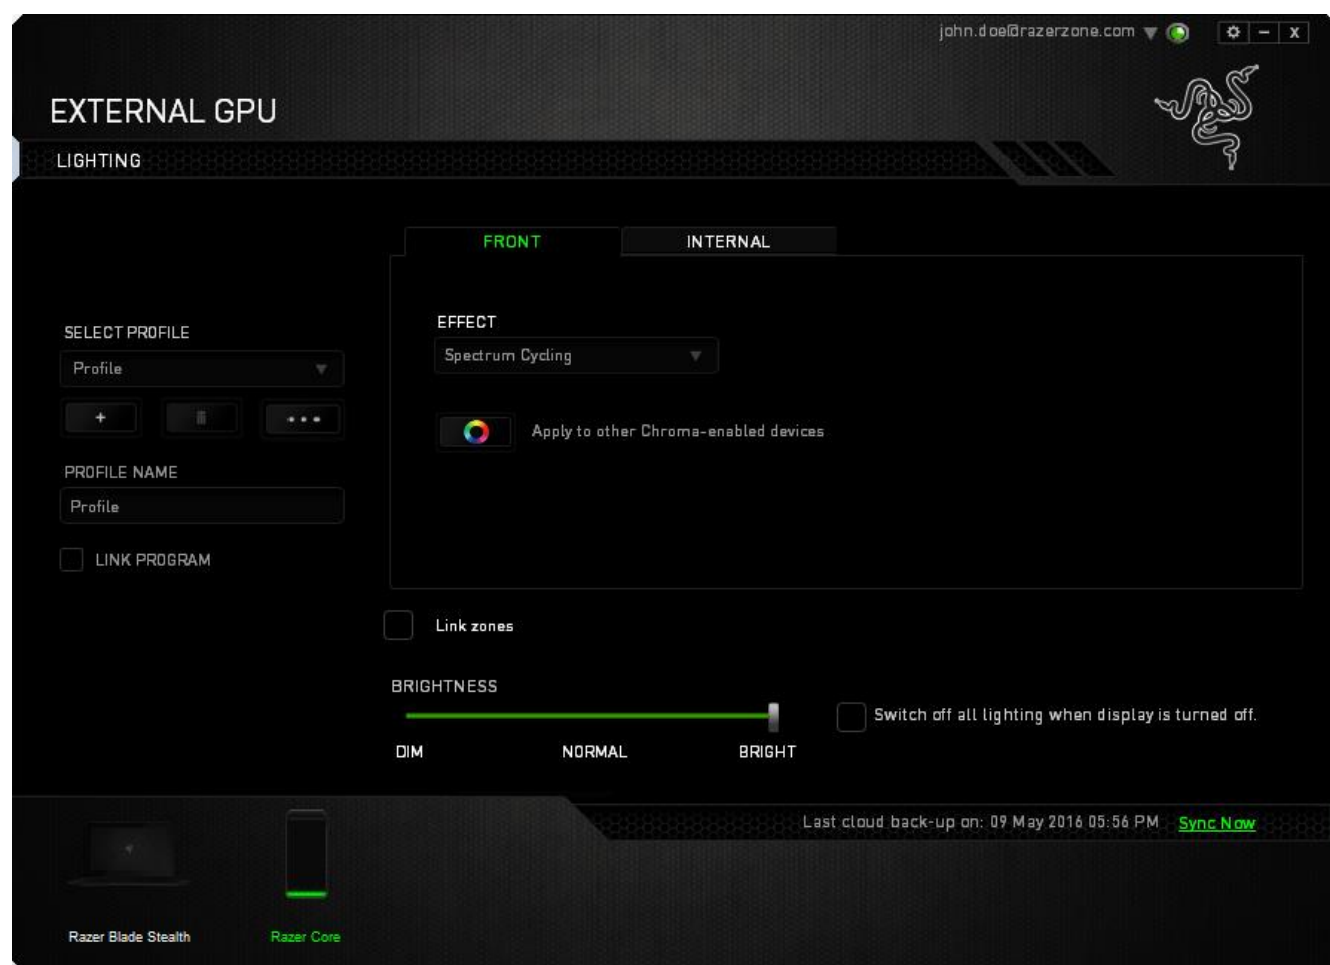 john.doe@razerzone.com
EXTERNAL GPU
LIGHTING
FRONT
INTERNAL
SELECT PROFILE
Profile
EFFECT
Spectrum Cycling
Apply to other Chroma-enabled devices
PROFILE NAME
Profile
LINK PROGRAM
Link zones
BRIGHTNESS
DIM
NORMAL
BRIGHT
Switch off all lighting when display is turned off.
Last cloud back-up on: 09 May 2016 05:56 PM
Sync Now
Razer Blade Stealth
Razer Core